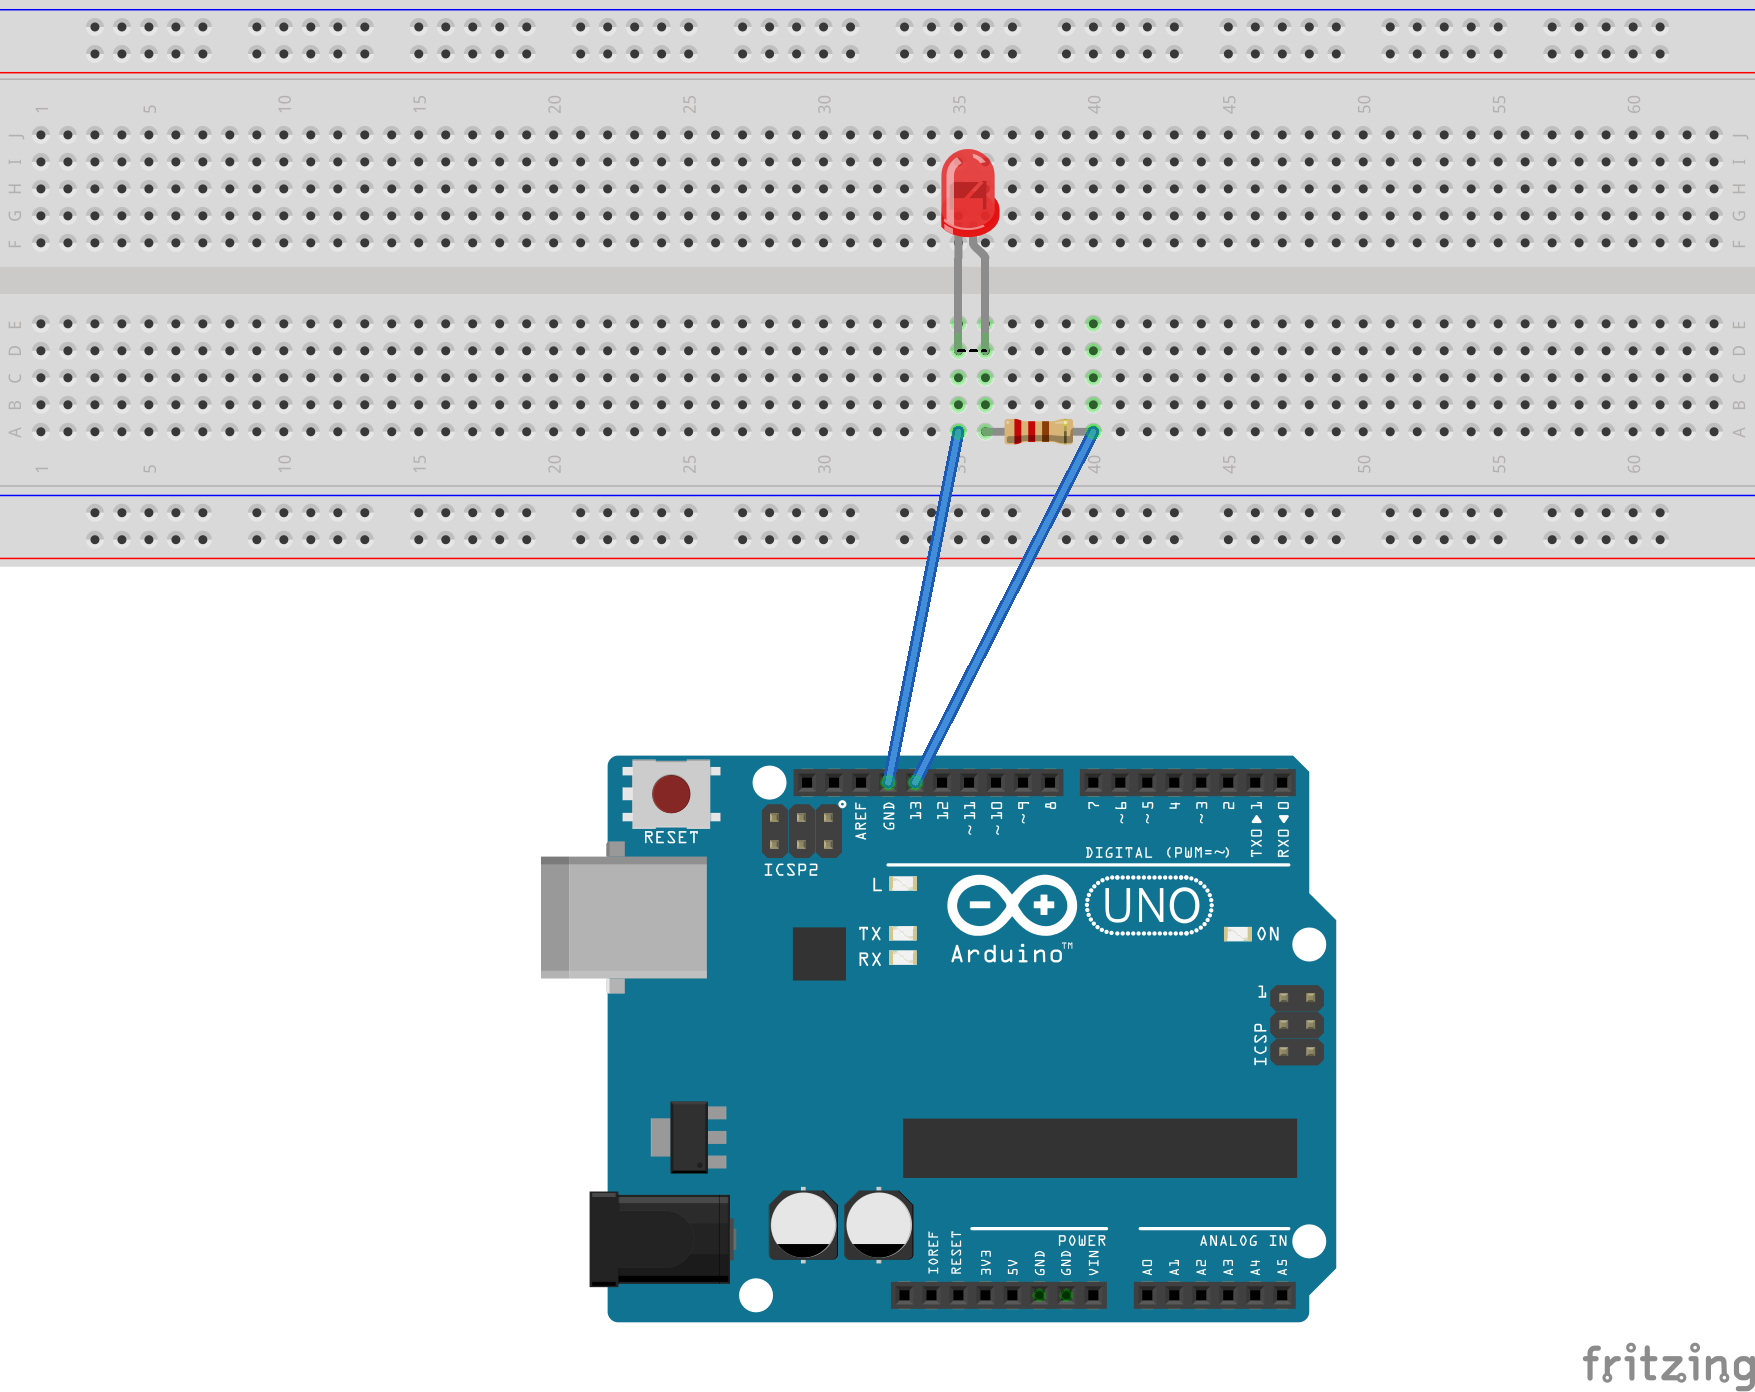 1 5 10 15 20 25 30 35 40 45 50 55 60
J J
I I
H H
G G
F F
E E
D D
C C
B B
A A
1 5 10 15 20 25 30 35 40 45 50 55 60
RESET
ICSP2
AREF GND 13 12 ~11 ~10 ~9 8 7 ~6 ~5 4 ~3 2 TX0▶1 RX0◀0
DIGITAL (PWM=~)
L
TX
RX
UNO
Arduino™
ON
1
ICSP
POWER
ANALOG IN
IOREF RESET 3V3 5V GND GND VIN A0 A1 A2 A3 A4 A5
fritzing